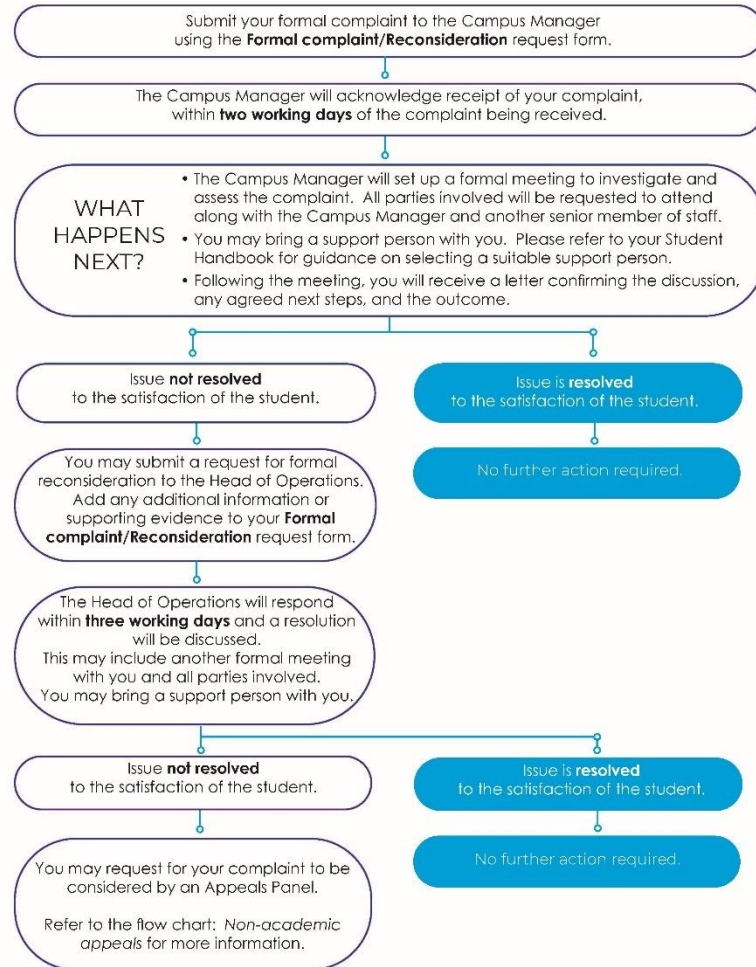 Submit your formal complaint to the Campus Manager
using the Formal complaint/Reconsideration request form.
The Campus Manager will acknowledge receipt of your complaint,
within two working days of the complaint being received.
WHAT
HAPPENS
NEXT?
• The Campus Manager will set up a formal meeting to investigate and
assess the complaint. All parties involved will be requested to attend
along with the Campus Manager and another senior member of staff.
• You may bring a support person with you. Please refer to your Student
Handbook for guidance on selecting a suitable support person.
• Following the meeting, you will receive a letter confirming the discussion,
any agreed next steps, and the outcome.
Issue not resolved
to the satisfaction of the student.
Issue is resolved
to the satisfaction of the student.
You may submit a request for formal
reconsideration to the Head of Operations.
Add any additional information or
supporting evidence to your Formal
complaint/Reconsideration request form.
No further action required.
The Head of Operations will respond
within three working days and a resolution
will be discussed.
This may include another formal meeting
with you and all parties involved.
You may bring a support person with you.
Issue not resolved
to the satisfaction of the student.
Issue is resolved
to the satisfaction of the student.
You may request for your complaint to be
considered by an Appeals Panel.
Refer to the flow chart: Non-academic
appeals for more information.
No further action required.